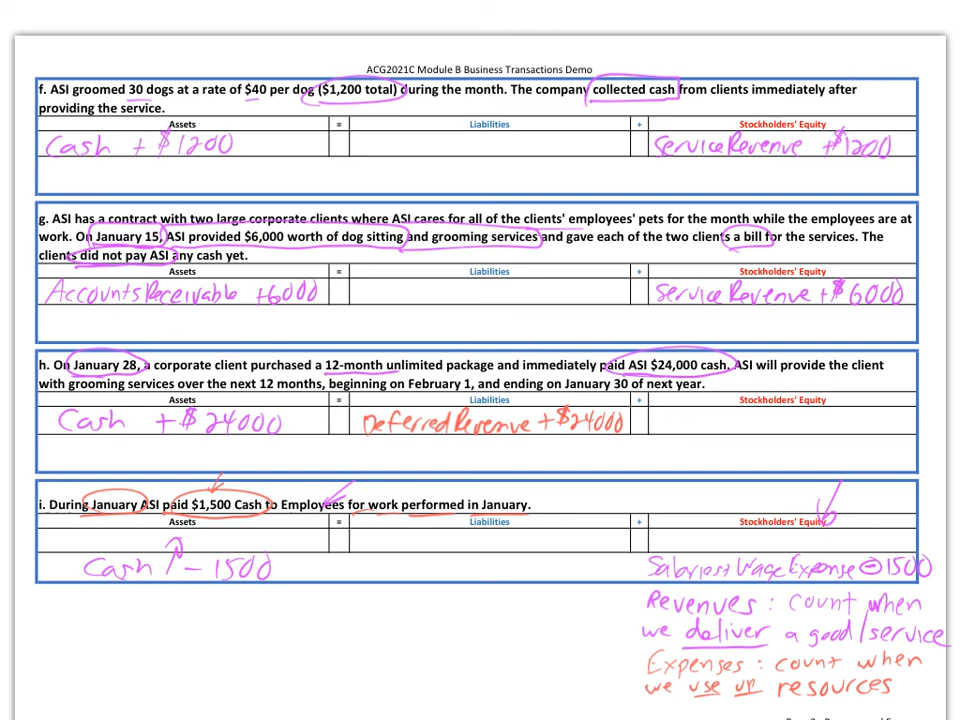 ACG2021C Module B Business Transactions Demo
f. ASI groomed 30 dogs at a rate of $40 per dog ($1,200 total) during the month. The company collected cash from clients immediately after
providing the service.
Assets = Liabilities + Stockholders' Equity
Cash + $1200 Service Revenue + $1200
g. ASI has a contract with two large corporate clients where ASI cares for all of the clients' employees' pets for the month while the employees are at
work. On January 15, ASI provided $6,000 worth of dog sitting and grooming services and gave each of the two clients a bill for the services. The
clients did not pay ASI any cash yet.
Assets = Liabilities + Stockholders' Equity
Accounts Receivable +6000 Service Revenue + $6000
h. On January 28, a corporate client purchased a 12-month unlimited package and immediately paid ASI $24,000 cash. ASI will provide the client
with grooming services over the next 12 months, beginning on February 1, and ending on January 30 of next year.
Assets = Liabilities + Stockholders' Equity
Cash + $24000 Deferred Revenue + $24000
i. During January ASI paid $1,500 Cash to Employees for work performed in January.
Assets = Liabilities + Stockholders' Equity
Cash - 1500 Salaries + Wage Expense - 1500
Revenues : count when
we deliver a good/service
Expenses : count when
we use up resources